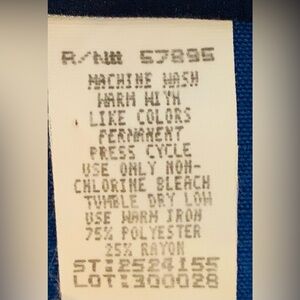 R/N# 57895
MACHINE WASH
WARM WITH
LIKE COLORS
PERMANENT
PRESS CYCLE
USE ONLY NON-
CHLORINE BLEACH
TUMBLE DRY LOW
USE WARM IRON
75% POLYESTER
25% RAYON
ST:2524155
LOT:300028